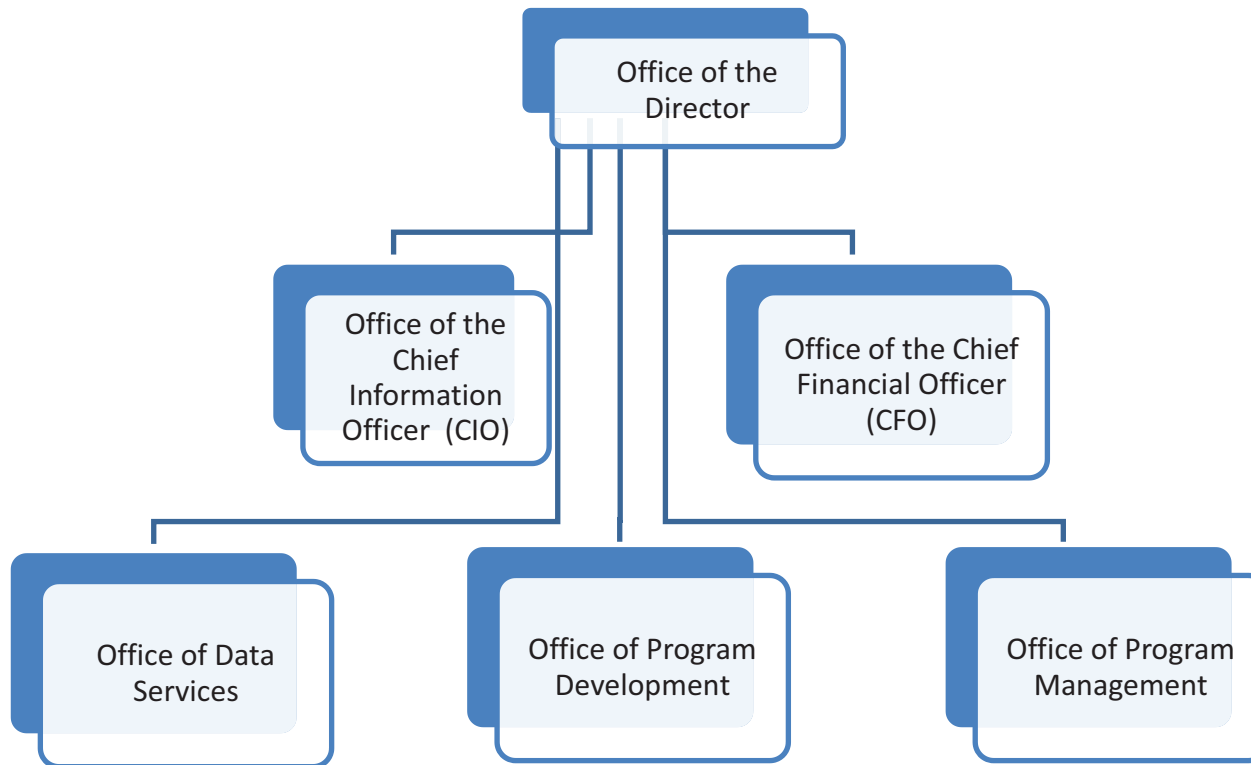 Office of the
Director
Office of the
Chief
Information
Officer  (CIO)
Office of the Chief
Financial Officer
(CFO)
Office of Data
Services
Office of Program
Development
Office of Program
Management